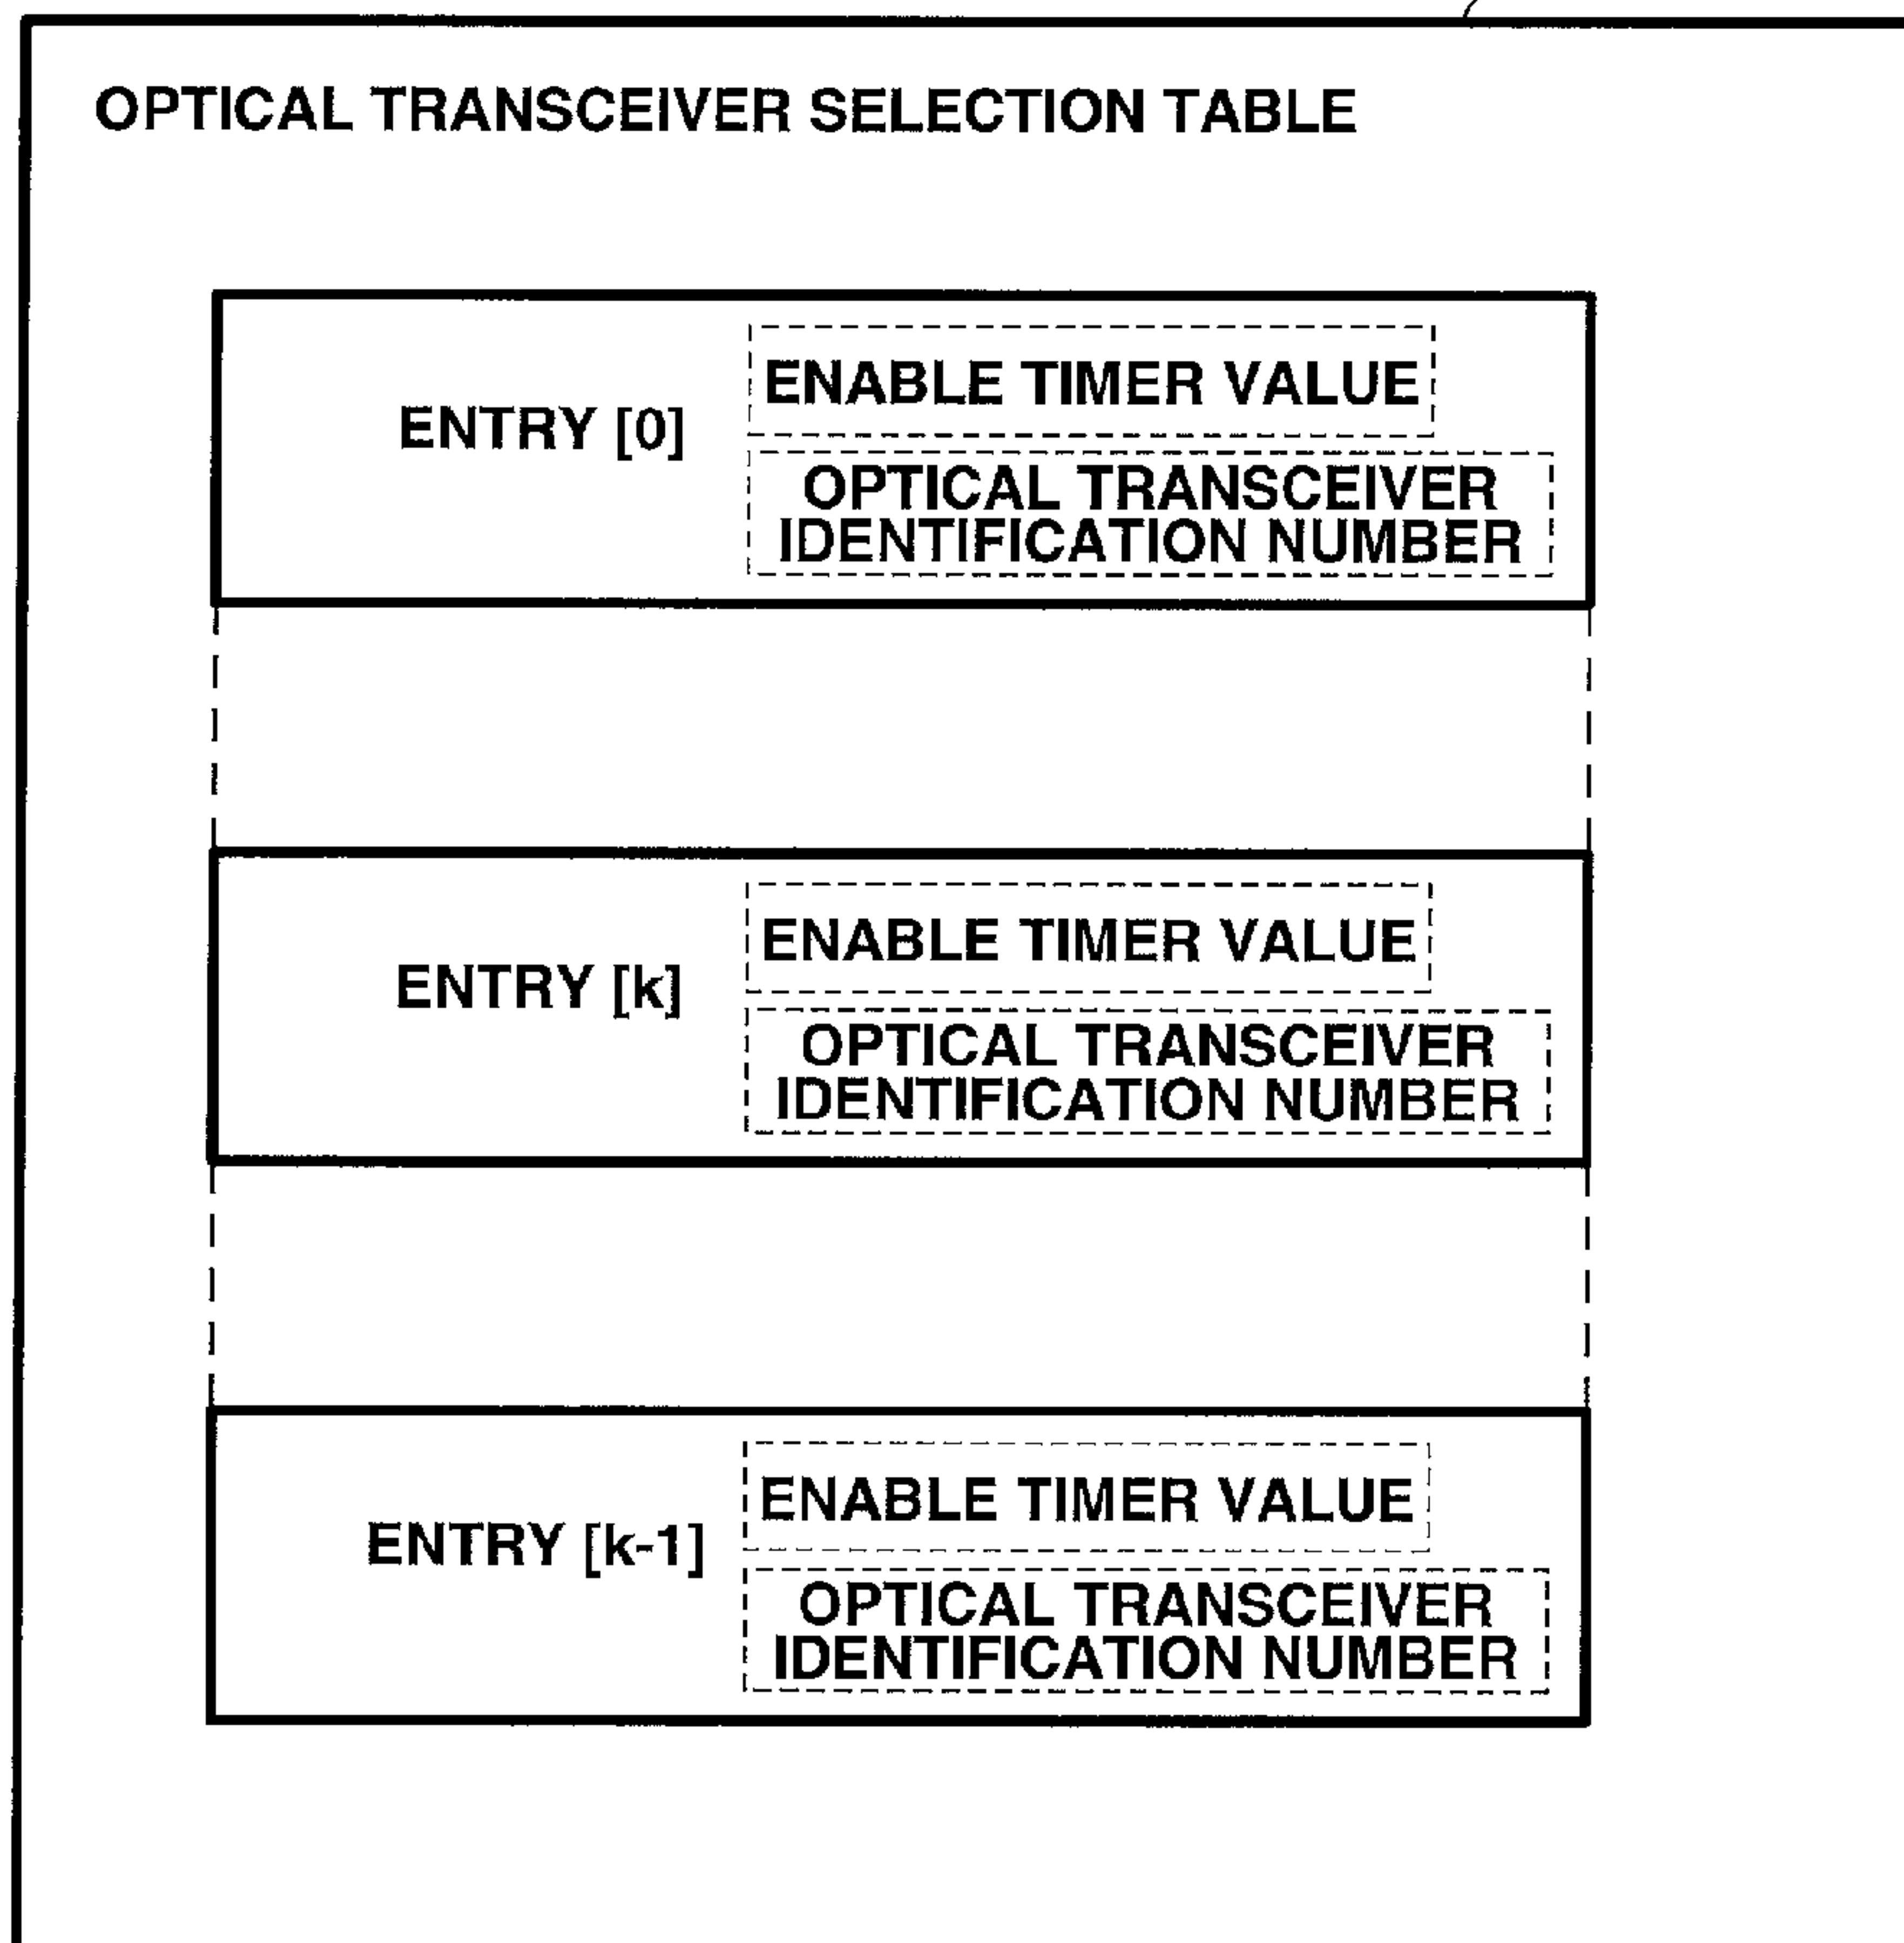 OPTICAL TRANSCEIVER SELECTION TABLE
ENTRY [0]
ENABLE TIMER VALUE
OPTICAL TRANSCEIVER
IDENTIFICATION NUMBER
ENTRY [k]
ENABLE TIMER VALUE
OPTICAL TRANSCEIVER
IDENTIFICATION NUMBER
ENTRY [k-1]
ENABLE TIMER VALUE
OPTICAL TRANSCEIVER
IDENTIFICATION NUMBER